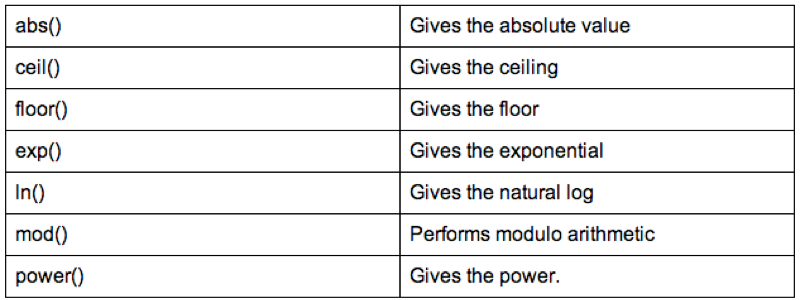 abs() Gives the absolute value
ceil() Gives the ceiling
floor() Gives the floor
exp() Gives the exponential
ln() Gives the natural log
mod() Performs modulo arithmetic
power() Gives the power.